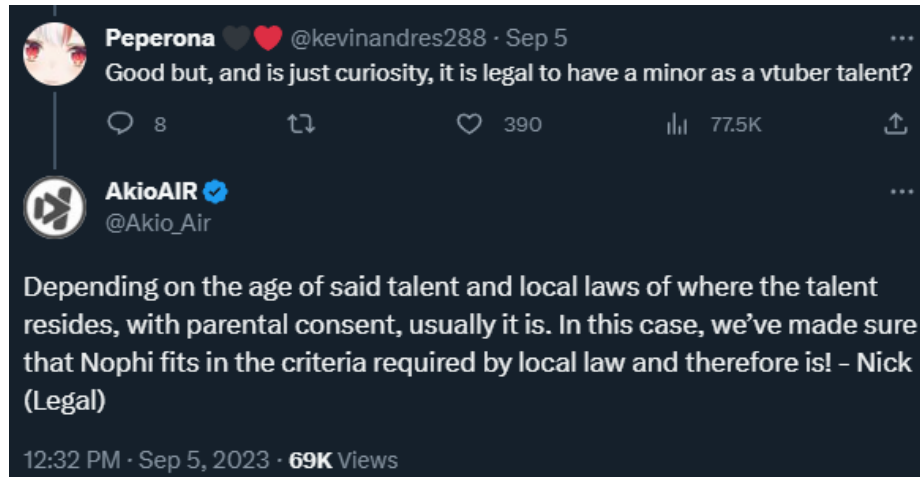 Peperona 🖤❤️ @kevinandres288 · Sep 5
Good but, and is just curiosity, it is legal to have a minor as a vtuber talent?
8 390 77.5K
AkioAIR
@Akio_Air
Depending on the age of said talent and local laws of where the talent
resides, with parental consent, usually it is. In this case, we’ve made sure
that Nophi fits in the criteria required by local law and therefore is! – Nick
(Legal)
12:32 PM · Sep 5, 2023 · 69K Views